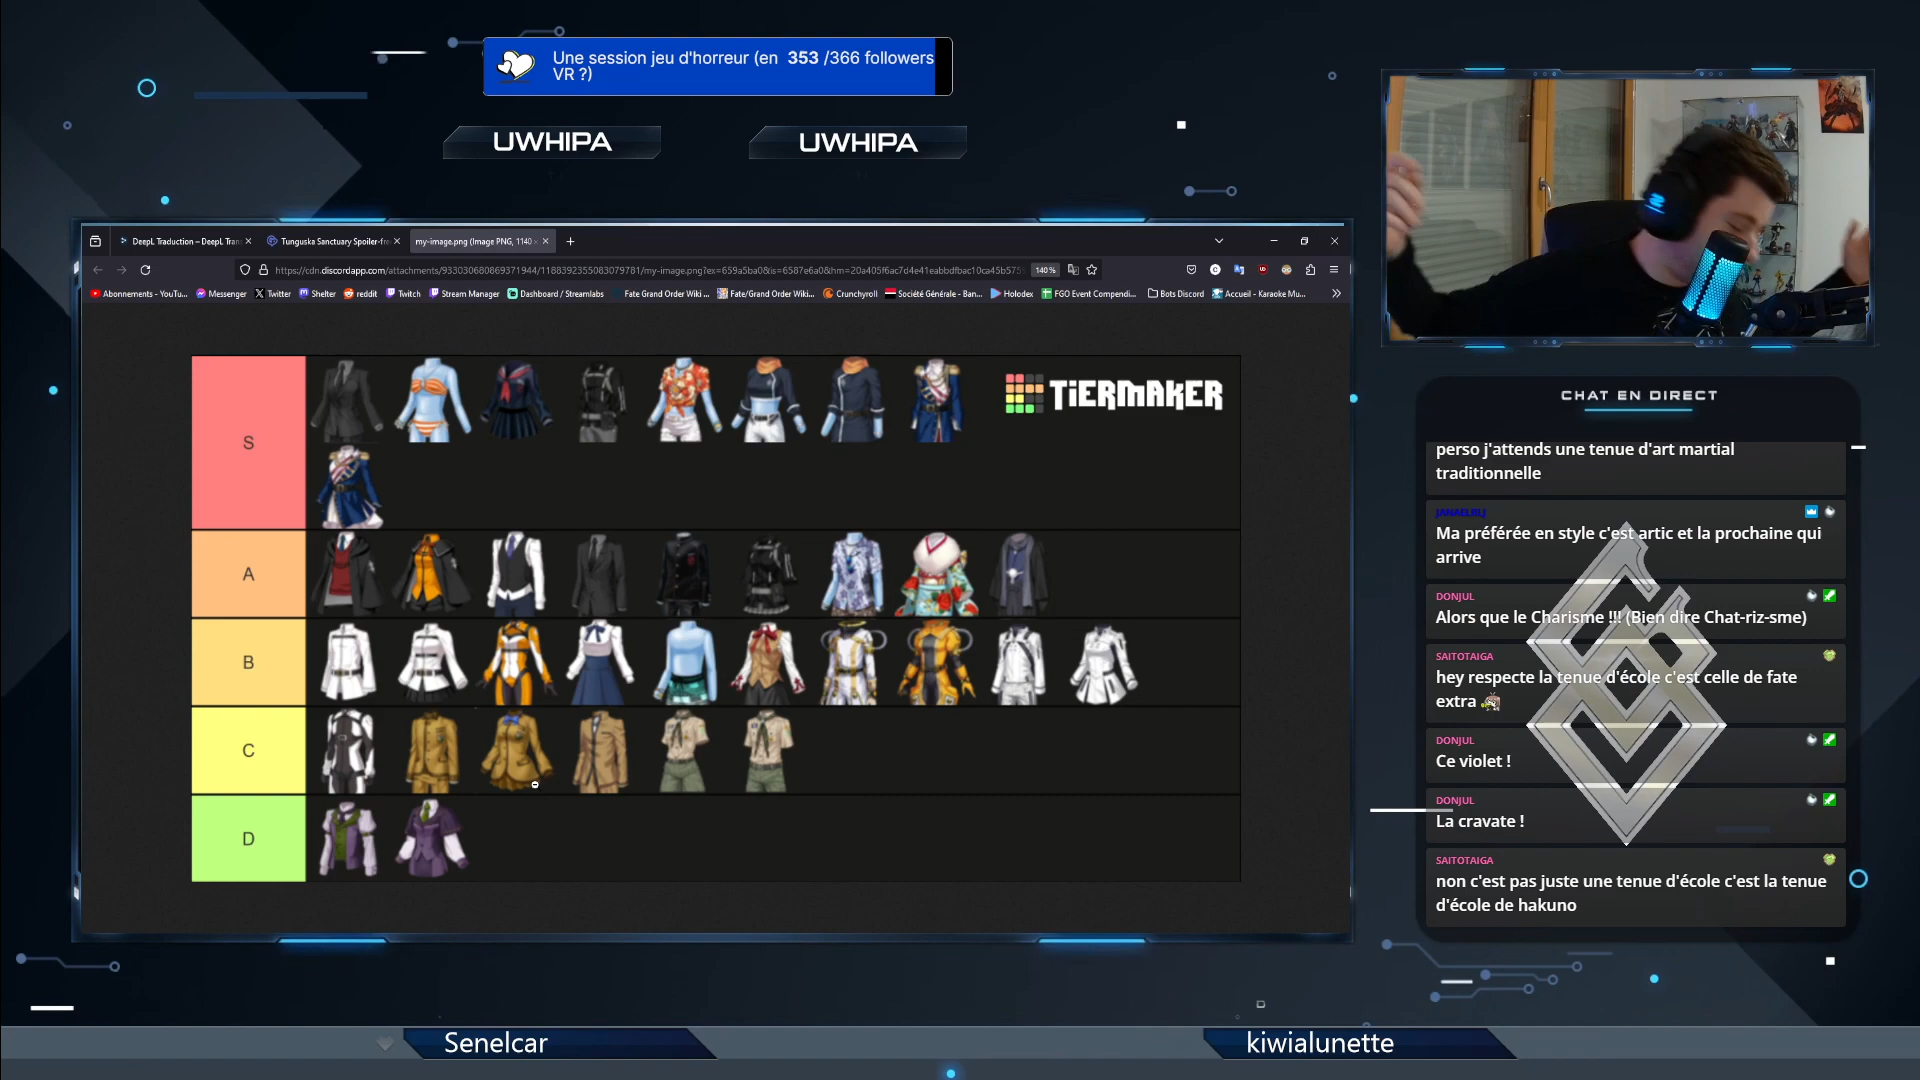 Une session jeu d'horreur (en 353 /366 followers
VR ?)
UWHIPA
UWHIPA
DeepL Traduction – DeepL Tran
Tunguska Sanctuary Spoiler-fre
my-image.png (Image PNG, 1140
140 %
Abonnements - YouTu...
Messenger
Twitter
Shelter
reddit
Twitch
Stream Manager
Dashboard / Streamlabs
Fate Grand Order Wiki ...
Fate/Grand Order Wiki...
Crunchyroll
Société Générale - Ban...
Holodex
FGO Event Compendi...
Bots Discord
Accueil - Karaoke Mu...
TiERMAKER
S
A
B
C
D
CHAT EN DIRECT
perso j'attends une tenue d'art martial
traditionnelle
Ma préférée en style c'est artic et la prochaine qui
arrive
DONJUL
Alors que le Charisme !!! (Bien dire Chat-riz-sme)
SAITOTAIGA
hey respecte la tenue d'école c'est celle de fate
extra
DONJUL
Ce violet !
DONJUL
La cravate !
SAITOTAIGA
non c'est pas juste une tenue d'école c'est la tenue
d'école de hakuno
Senelcar
kiwialunette